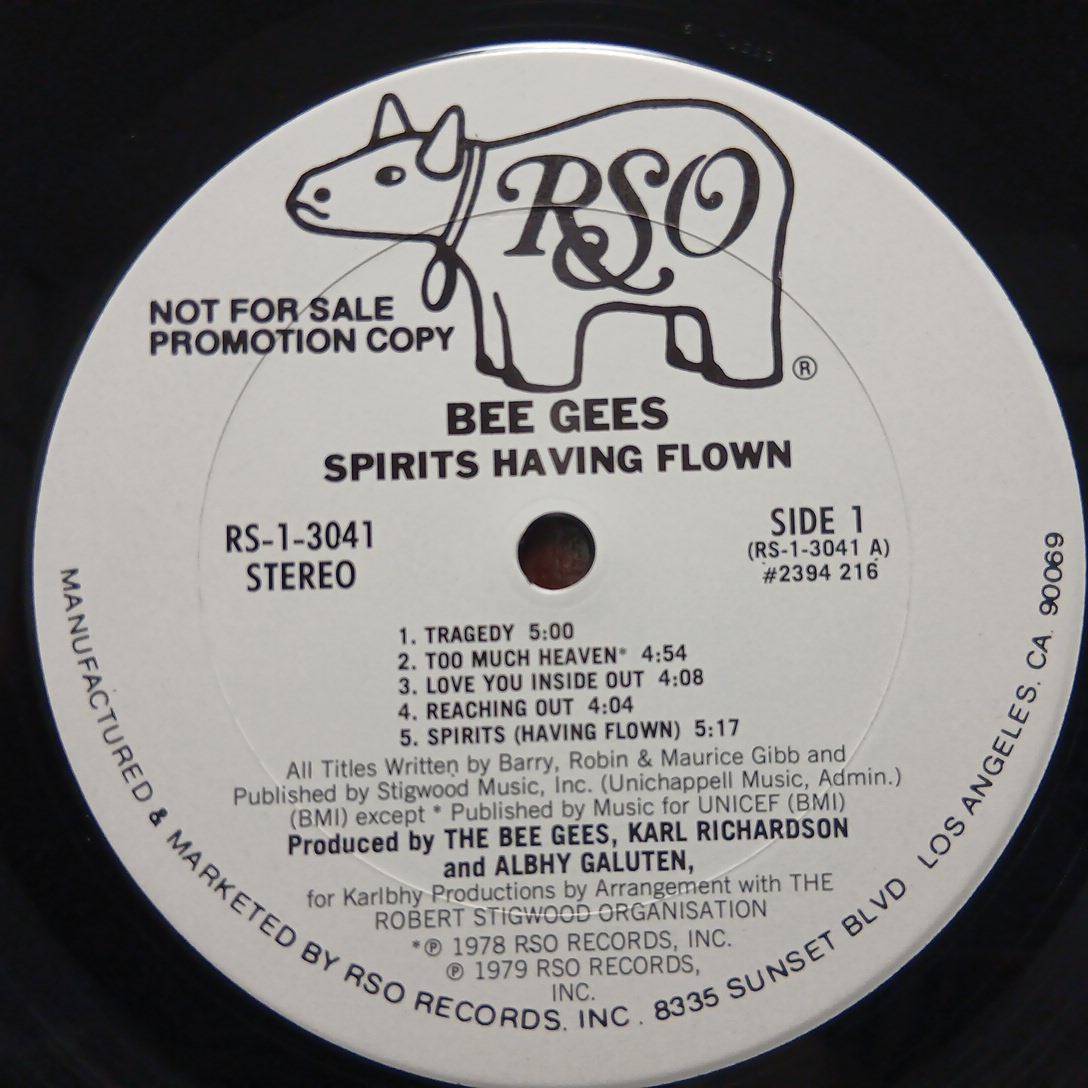 RSO
NOT FOR SALE
PROMOTION COPY
®
BEE GEES
SPIRITS HAVING FLOWN
RS-1-3041
STEREO
SIDE 1
(RS-1-3041 A)
#2394 216
1. TRAGEDY 5:00
2. TOO MUCH HEAVEN* 4:54
3. LOVE YOU INSIDE OUT 4:08
4. REACHING OUT 4:04
5. SPIRITS (HAVING FLOWN) 5:17
All Titles Written by Barry, Robin & Maurice Gibb and
Published by Stigwood Music, Inc. (Unichappell Music, Admin.)
(BMI) except * Published by Music for UNICEF (BMI)
Produced by THE BEE GEES, KARL RICHARDSON
and ALBHY GALUTEN,
for Karlbhy Productions by Arrangement with THE
ROBERT STIGWOOD ORGANISATION
*℗ 1978 RSO RECORDS, INC.
℗ 1979 RSO RECORDS,
INC.
MANUFACTURED & MARKETED BY RSO RECORDS, INC. 8335 SUNSET BLVD LOS ANGELES, CA. 90069